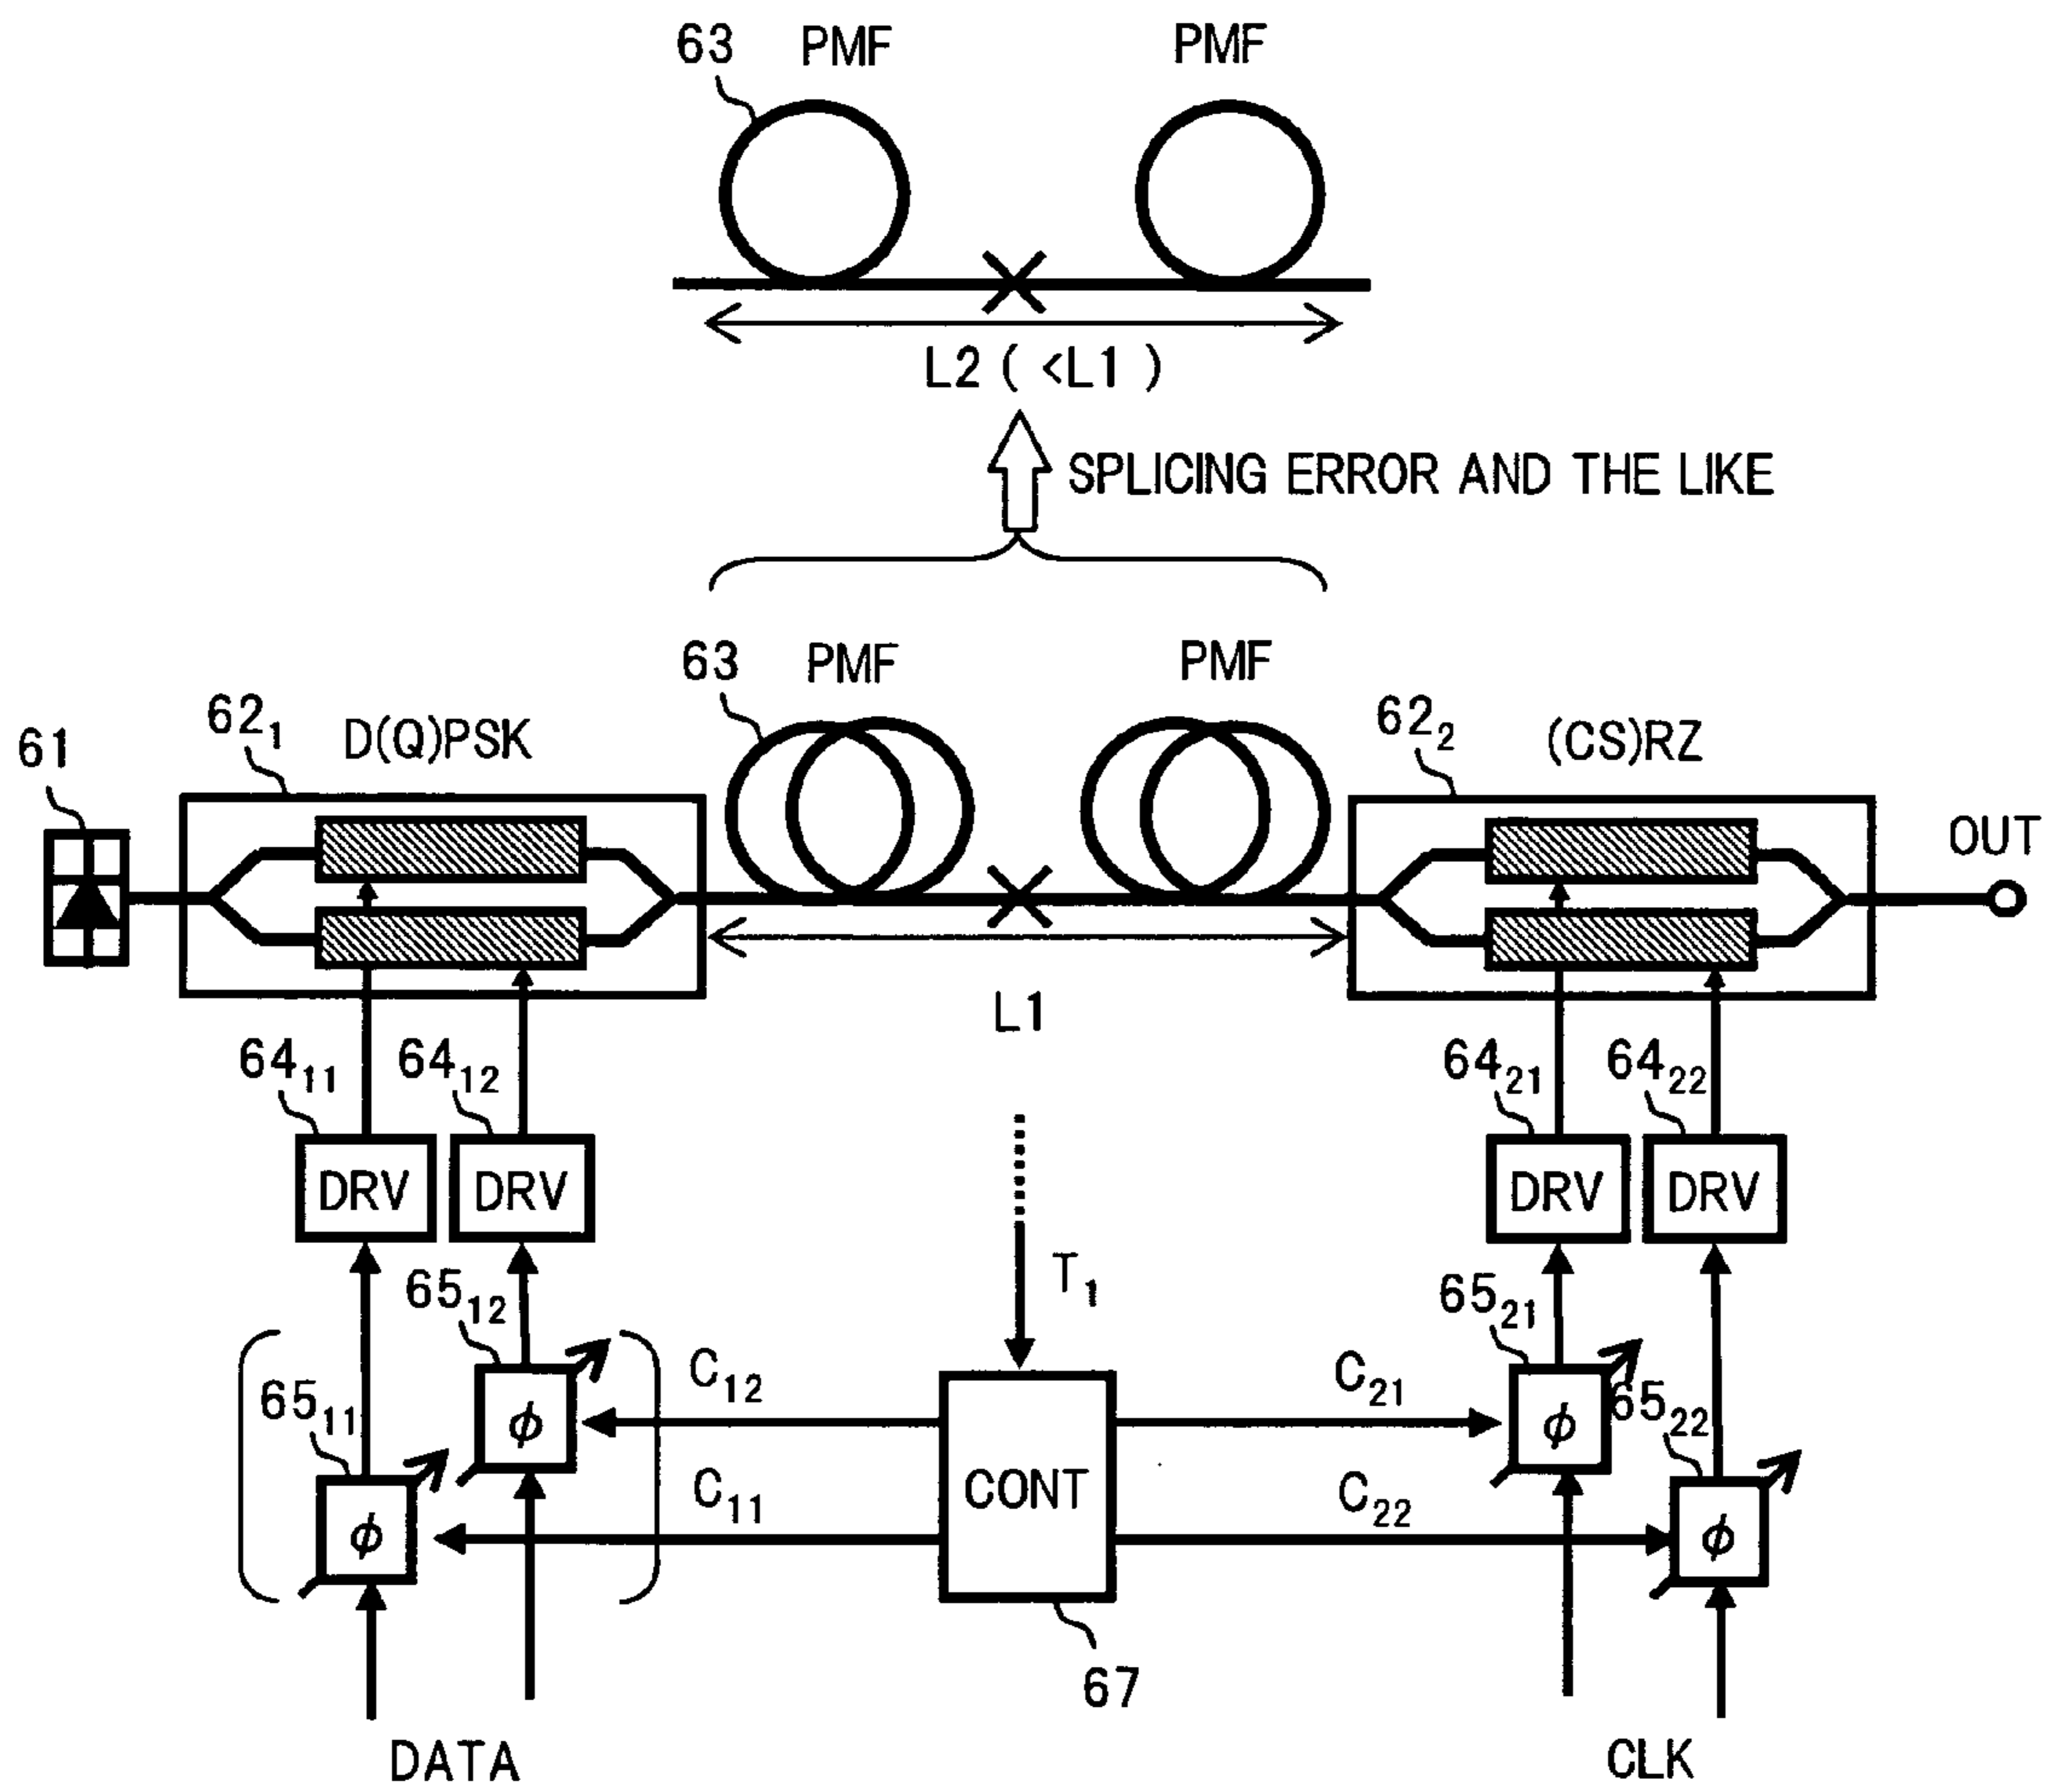 63 PMF PMF
L2 ( <L1 )
SPLICING ERROR AND THE LIKE
63 PMF PMF
61 62₁ D(Q)PSK 62₂ (CS)RZ
OUT
L1
64₁₁ 64₁₂ 64₂₁ 64₂₂
DRV DRV DRV DRV
T₁
65₁₂ 65₂₁
C₁₂ C₂₁
65₁₁ 65₂₂
ϕ ϕ
C₁₁ CONT C₂₂
ϕ ϕ
67
DATA CLK